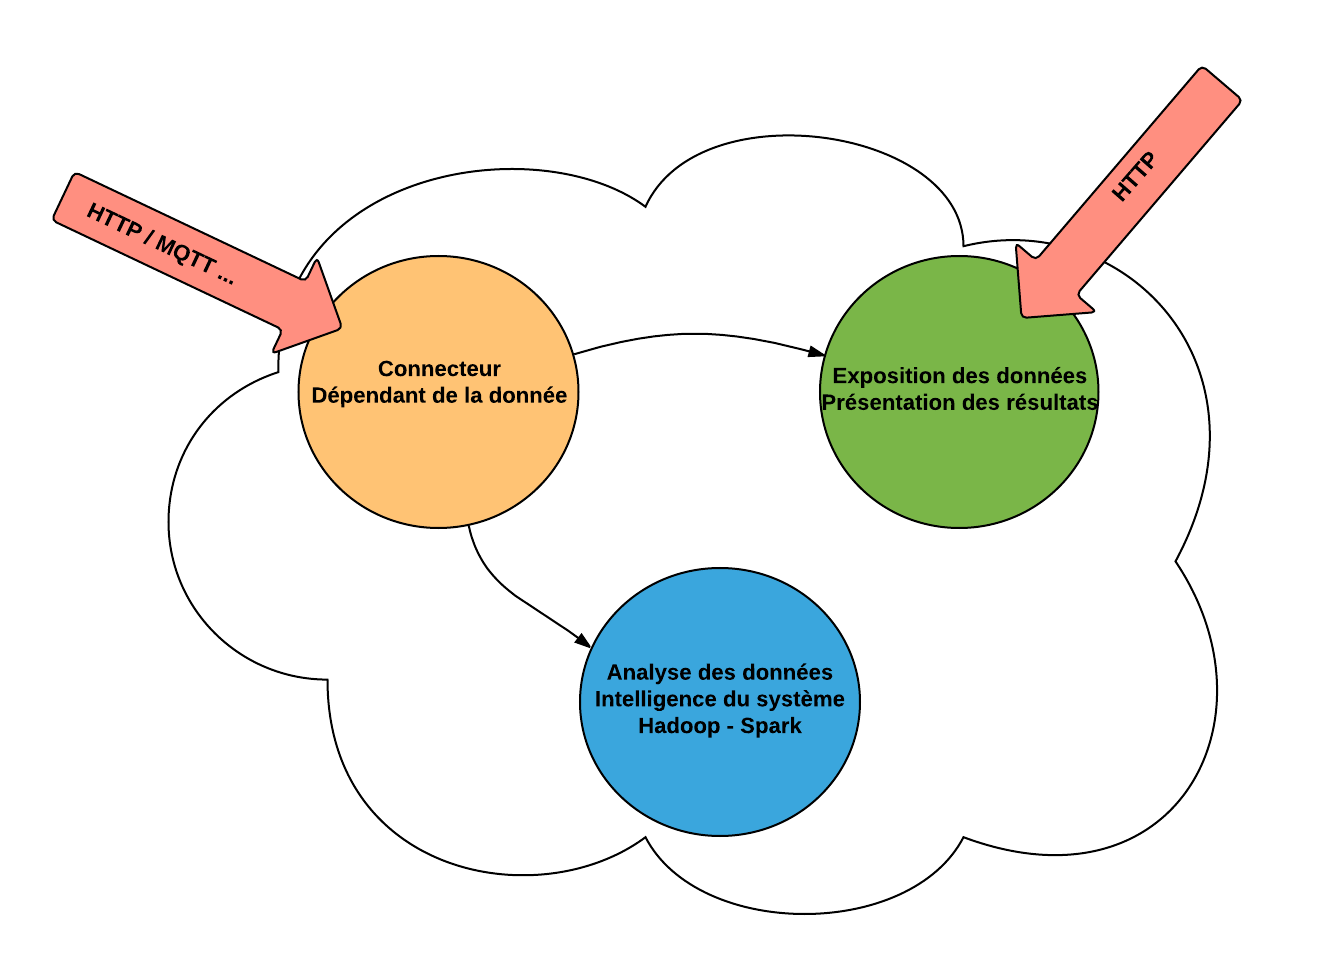 HTTP / MQTT ...
HTTP
Connecteur
Dépendant de la donnée
Exposition des données
Présentation des résultats
Analyse des données
Intelligence du système
Hadoop - Spark